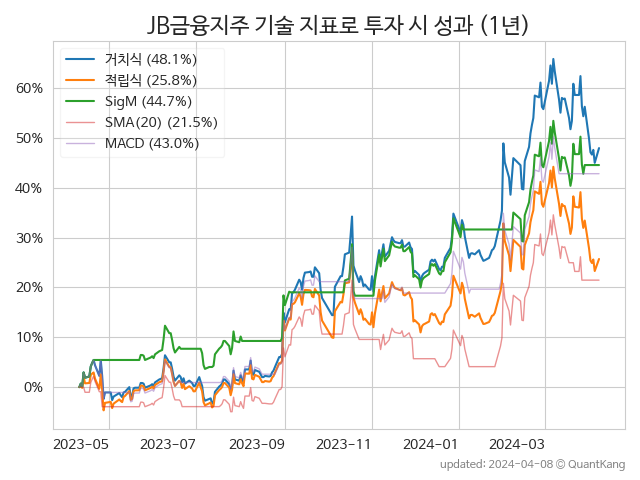 JB금융지주 기술 지표로 투자 시 성과 (1년)
거치식 (48.1%)
적립식 (25.8%)
SigM (44.7%)
SMA(20) (21.5%)
MACD (43.0%)
60%
50%
40%
30%
20%
10%
0%
2023-05 2023-07 2023-09 2023-11 2024-01 2024-03
updated: 2024-04-08 © QuantKang